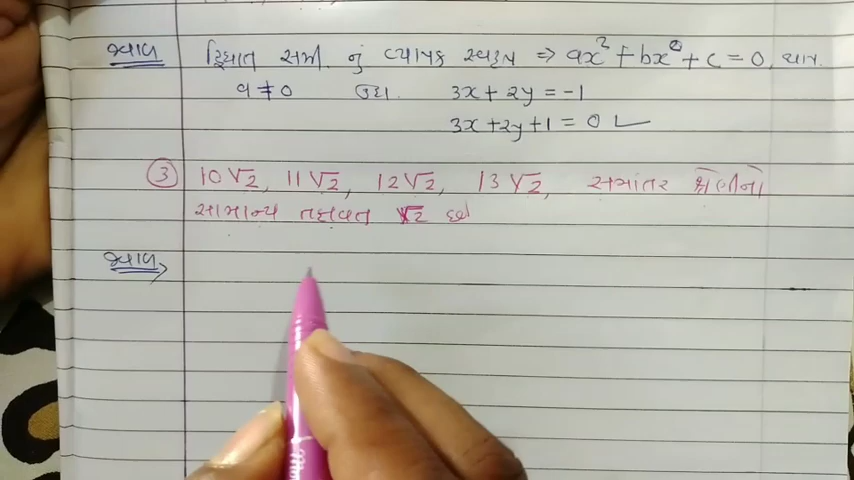 જવાબ દ્વિઘાત સમી. નું વ્યાપક સ્વરૂપ ⇒ ax² + bx + c = 0, થાય.
a ≠ 0 3x + 2y = -1
3x + 2y + 1 = 0
③ 10√2, 11√2, 12√2, 13√2, સમાંતર શ્રેણીનો
સામાન્ય તફાવત √2 છે
જવાબ